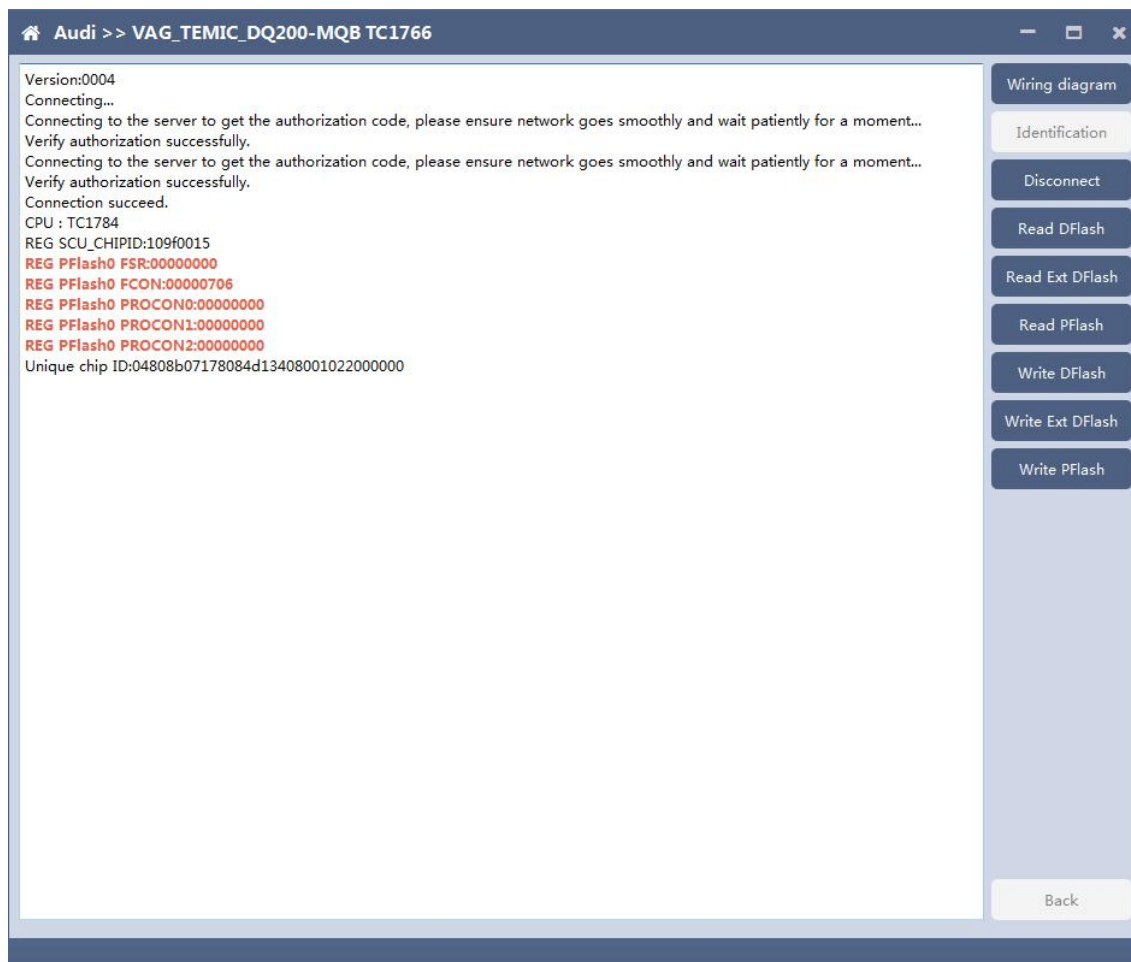 Audi >> VAG_TEMIC_DQ200-MQB TC1766
Version:0004
Connecting...
Connecting to the server to get the authorization code, please ensure network goes smoothly and wait patiently for a moment...
Verify authorization successfully.
Connecting to the server to get the authorization code, please ensure network goes smoothly and wait patiently for a moment...
Verify authorization successfully.
Connection succeed.
CPU : TC1784
REG SCU_CHIPID:109f0015
REG PFlash0 FSR:00000000
REG PFlash0 FCON:00000706
REG PFlash0 PROCON0:00000000
REG PFlash0 PROCON1:00000000
REG PFlash0 PROCON2:00000000
Unique chip ID:04808b07178084d13408001022000000
Wiring diagram
Identification
Disconnect
Read DFlash
Read Ext DFlash
Read PFlash
Write DFlash
Write Ext DFlash
Write PFlash
Back